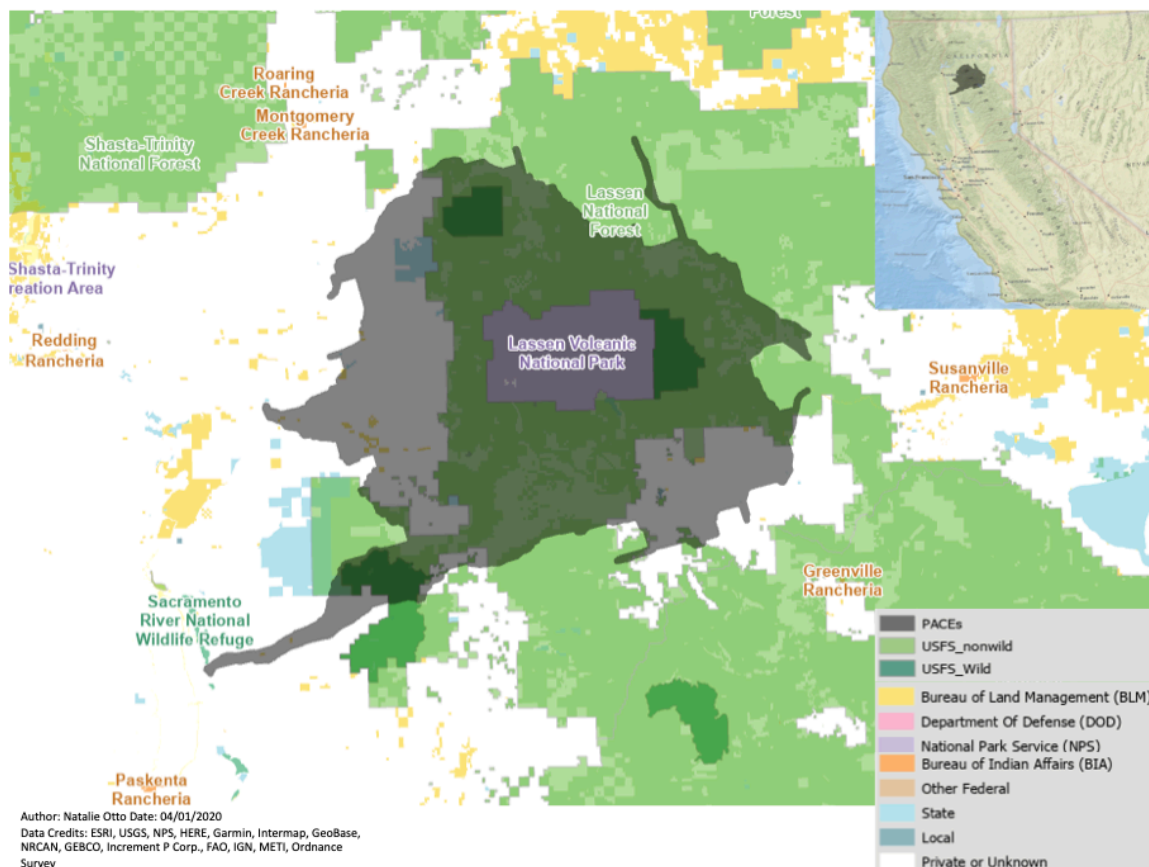 Forest
Roaring
Creek Rancheria
Montgomery
Creek Rancheria
Shasta-Trinity
National Forest
Lassen
National
Forest
Shasta-Trinity
reation Area
Redding
Rancheria
Lassen Volcanic
National Park
Susanville
Rancheria
Greenville
Rancheria
Sacramento
River National
Wildlife Refuge
Paskenta
Rancheria
CALIFORNIA
San Francisco
PACEs
USFS_nonwild
USFS_Wild
Bureau of Land Management (BLM)
Department Of Defense (DOD)
National Park Service (NPS)
Bureau of Indian Affairs (BIA)
Other Federal
State
Local
Private or Unknown
Author: Natalie Otto Date: 04/01/2020
Data Credits: ESRI, USGS, NPS, HERE, Garmin, Intermap, GeoBase,
NRCAN, GEBCO, Increment P Corp., FAO, IGN, METI, Ordnance
Survey